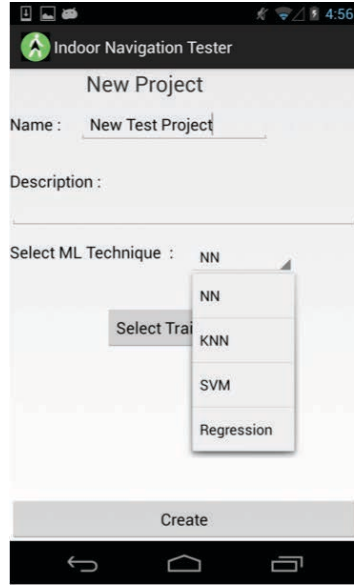 4:56
Indoor Navigation Tester
New Project
Name : New Test Project
Description :
Select ML Technique : NN
NN
Select Trai
KNN
SVM
Regression
Create